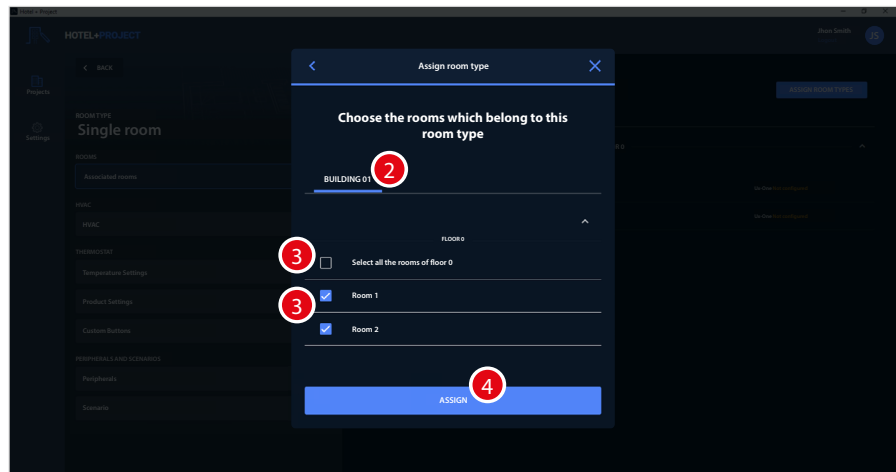 Hotel + Project
HOTEL+PROJECT
Jhon Smith
JS
BACK
Projects
Settings
ASSIGN ROOM TYPES
ROOM TYPE
Single room
ROOMS
Associated rooms
HVAC
HVAC
THERMOSTAT
Temperature Settings
Product Settings
Custom Buttons
PERIPHERALS AND SCENARIOS
Peripherals
Scenario
Assign room type
Choose the rooms which belong to this
room type
BUILDING 01
2
FLOOR 0
3
Select all the rooms of floor 0
3
Room 1
Room 2
4
ASSIGN
R 0